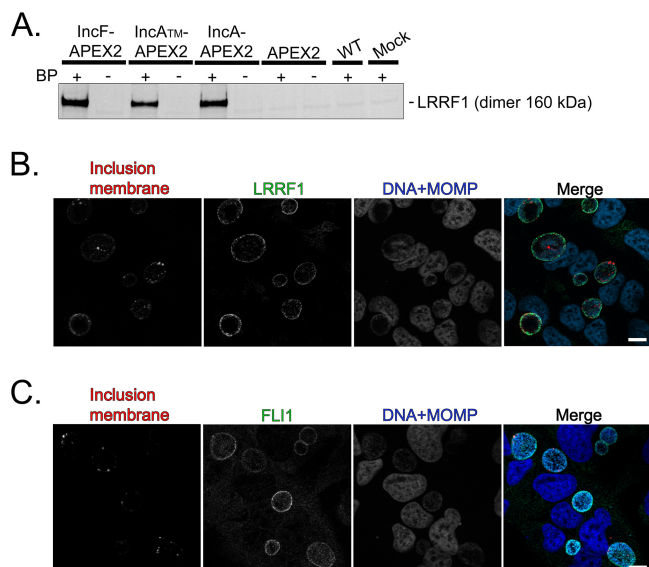 A.
IncF- IncATM- IncA-
APEX2 APEX2 APEX2 APEX2 WT Mock
BP + - + - + - + - + +
- LRRF1 (dimer 160 kDa)
B.
Inclusion
membrane LRRF1 DNA+MOMP Merge
C.
Inclusion
membrane FLI1 DNA+MOMP Merge